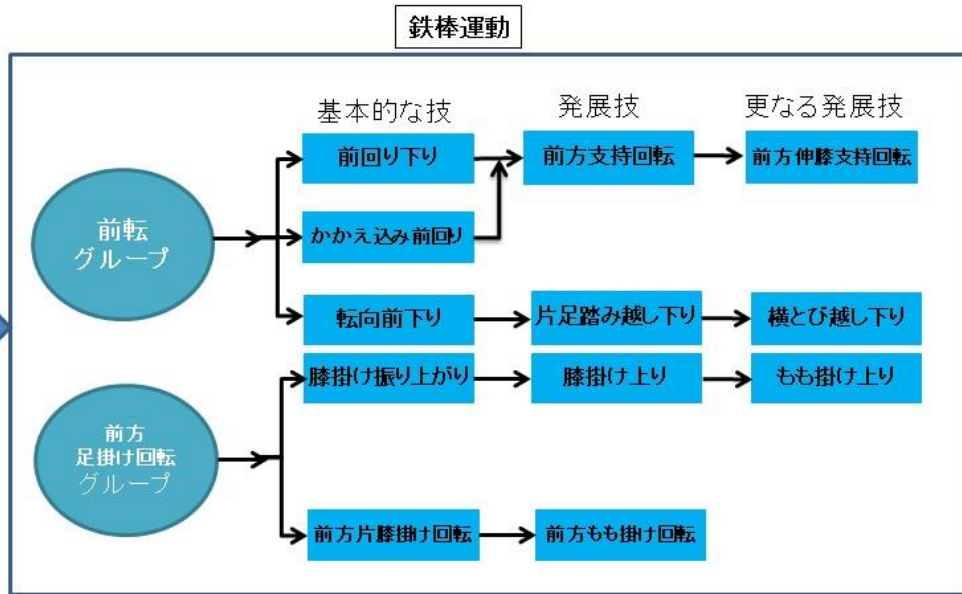 鉄棒運動
基本的な技
発展技
更なる発展技
前転
グループ
前回り下り
前方支持回転
前方伸膝支持回転
かかえ込み前回り
転向前下り
片足踏み越し下り
横とび越し下り
前方
足掛け回転
グループ
膝掛け振り上がり
膝掛け上り
もも掛け上り
前方片膝掛け回転
前方もも掛け回転